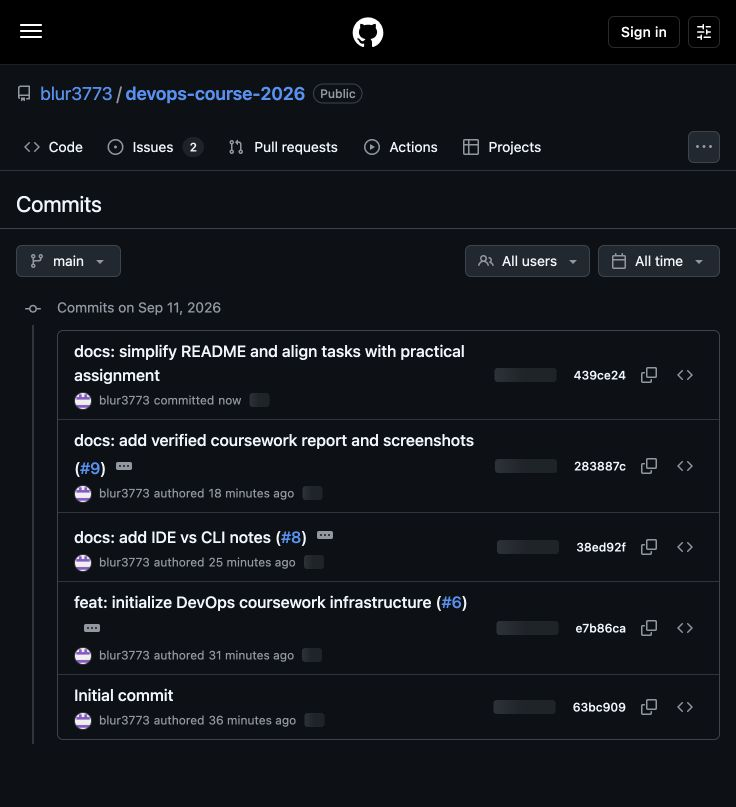 Sign in
blur3773 / devops-course-2026 Public
Code Issues 2 Pull requests Actions Projects
Commits
main All users All time
Commits on Sep 11, 2026
docs: simplify README and align tasks with practical
assignment
439ce24
blur3773 committed now
docs: add verified coursework report and screenshots
(#9)
283887c
blur3773 authored 18 minutes ago
docs: add IDE vs CLI notes (#8)
38ed92f
blur3773 authored 25 minutes ago
feat: initialize DevOps coursework infrastructure (#6)
e7b86ca
blur3773 authored 31 minutes ago
Initial commit
63bc909
blur3773 authored 36 minutes ago